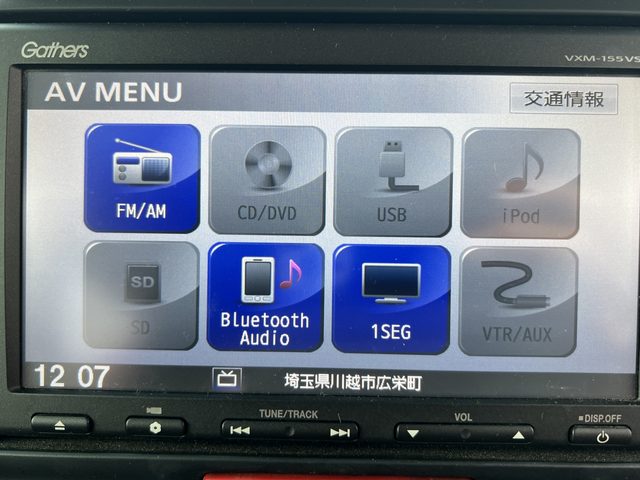 Gathers
VXM-155VS
AV MENU
交通情報
FM/AM
CD/DVD
USB
iPod
SD
SD
Bluetooth
Audio
1SEG
VTR/AUX
12 07
埼玉県川越市広栄町
TUNE/TRACK
VOL
DISP.OFF